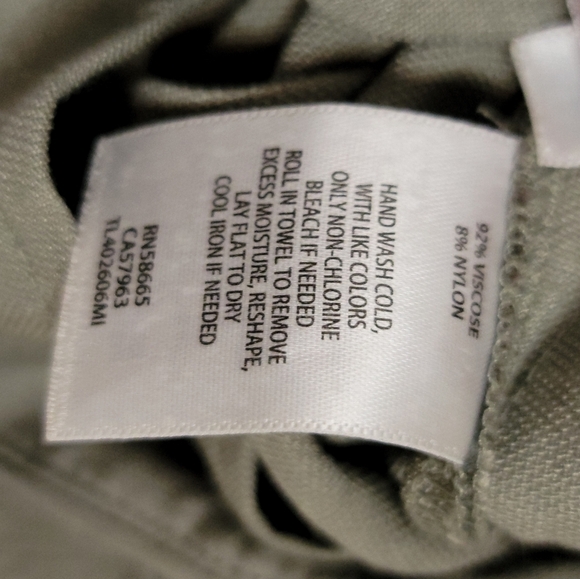 92% VISCOSE
8% NYLON
HAND WASH COLD,
WITH LIKE COLORS
ONLY NON-CHLORINE
BLEACH IF NEEDED
ROLL IN TOWEL TO REMOVE
EXCESS MOISTURE, RESHAPE,
LAY FLAT TO DRY
COOL IRON IF NEEDED
RN58665
CA57963
TL402606MI